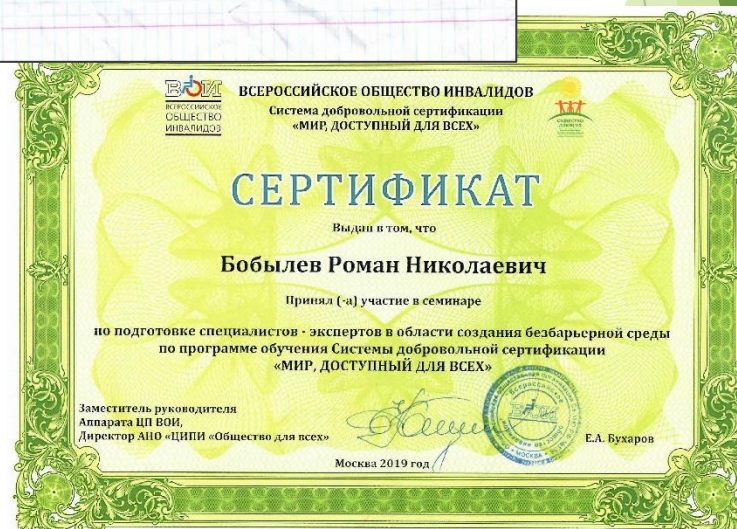 ВОИ
ВСЕРОССИЙСКОЕ
ОБЩЕСТВО
ИНВАЛИДОВ
ВСЕРОССИЙСКОЕ ОБЩЕСТВО ИНВАЛИДОВ
Система добровольной сертификации
«МИР, ДОСТУПНЫЙ ДЛЯ ВСЕХ»
СЕРТИФИКАТ
Выдан в том, что
Бобылев Роман Николаевич
Принял (-а) участие в семинаре
по подготовке специалистов - экспертов в области создания безбарьерной среды
по программе обучения Системы добровольной сертификации
«МИР, ДОСТУПНЫЙ ДЛЯ ВСЕХ»
Заместитель руководителя
Аппарата ЦП ВОИ,
Директор АНО «ЦИПИ «Общество для всех»
Е.А. Бухаров
МОСКВА
Москва 2019 год